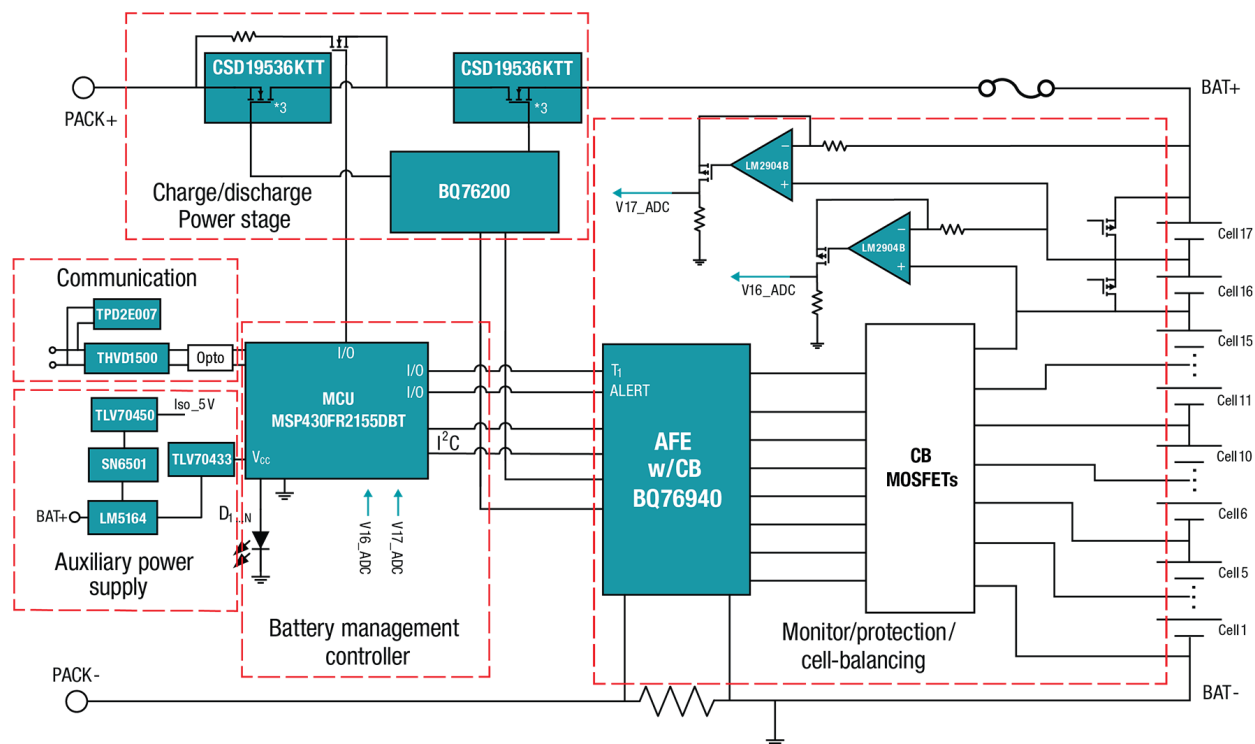 PACK+
CSD19536KTT
*3
CSD19536KTT
*3
BQ76200
Charge/discharge
Power stage
BAT+
LM2904B
−
+
V17_ADC
LM2904B
−
+
V16_ADC
Cell 17
Cell 16
Cell 15
Cell 11
Cell 10
Cell 6
Cell 5
Cell 1
Communication
TPD2E007
THVD1500
Opto
I/O
I/O
I/O
MCU
MSP430FR2155DBT
I²C
Vcc
D1...N
V16_ADC
V17_ADC
Battery management
controller
TLV70450
Iso_5V
SN6501
TLV70433
BAT+
LM5164
Auxiliary power
supply
T1
ALERT
AFE
w/CB
BQ76940
CB
MOSFETs
Monitor/protection/
cell-balancing
PACK-
BAT-